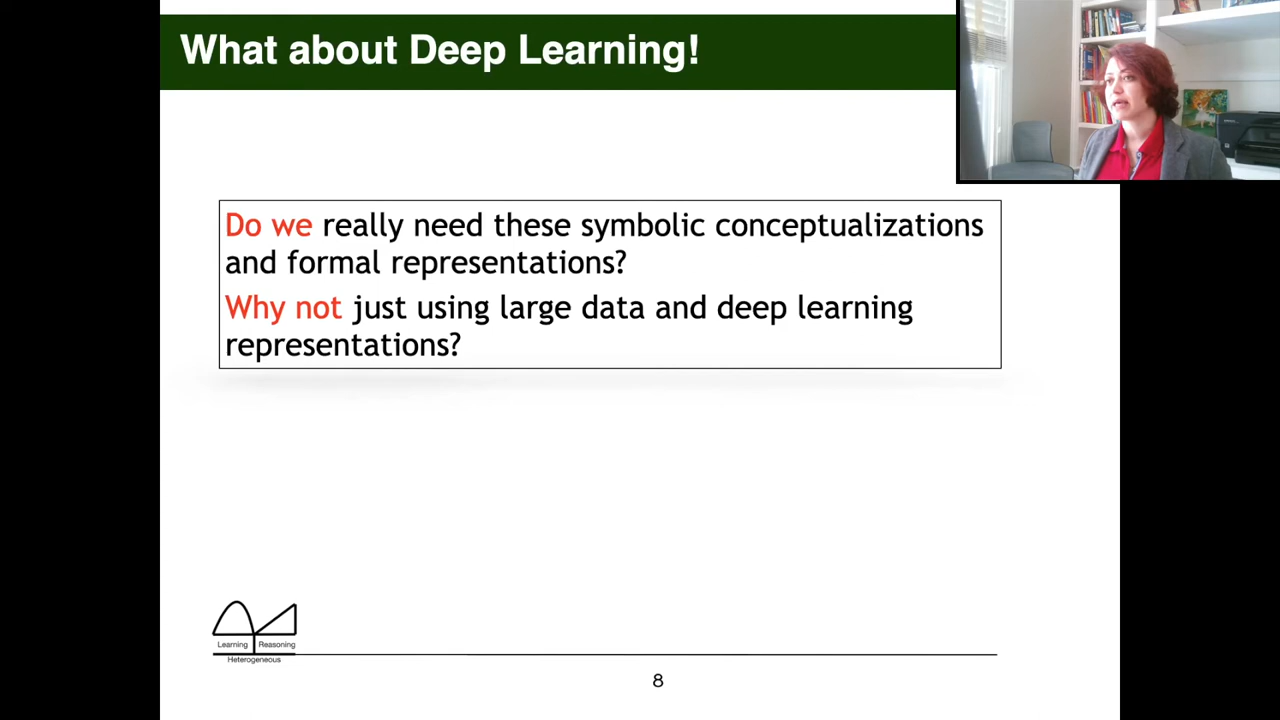 What about Deep Learning!
Do we really need these symbolic conceptualizations
and formal representations?
Why not just using large data and deep learning
representations?
Learning Reasoning
Heterogeneous
8